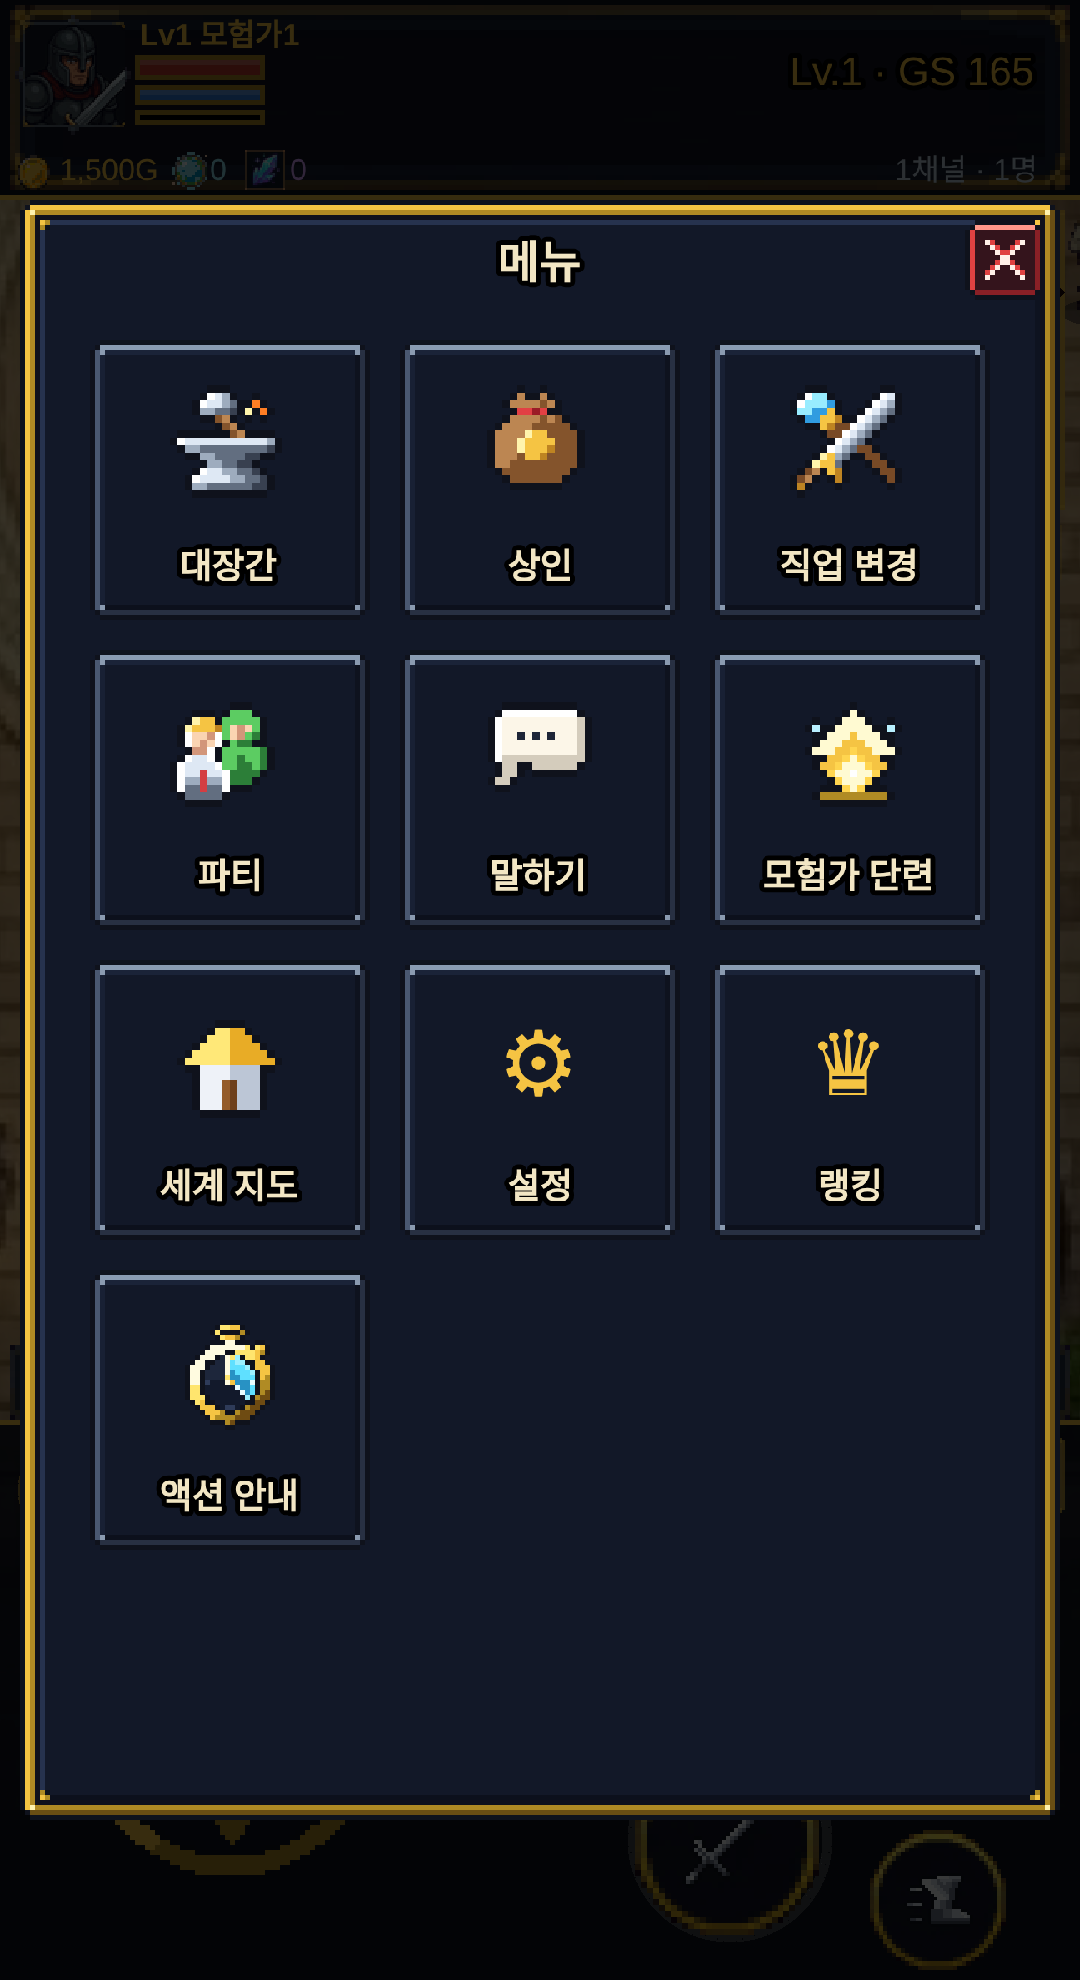 Lv1 모험가1
Lv.1 · GS 165
1,500G 0 0
1채널 · 1명
메뉴
대장간 상인 직업 변경
파티 말하기 모험가 단련
세계 지도 설정 랭킹
액션 안내